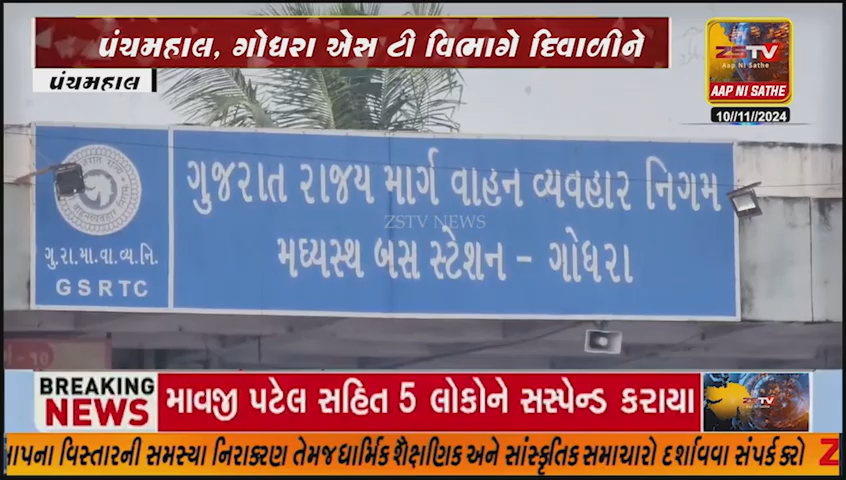 પંચમહાલ, ગોધરા એસ ટી વિભાગે દિવાળીને
પંચમહાલ
ZSTV
Aap Ni Sathe
AAP NI SATHE
10//11//2024
ગુજરાત રાજ્ય માર્ગ વાહન વ્યવહાર નિગમ
ZSTV NEWS
મધ્યસ્થ બસ સ્ટેશન - ગોધરા
ગુ.રા.મા.વા.વ્ય.નિ.
GSRTC
BREAKING
NEWS
માવજી પટેલ સહિત 5 લોકોને સસ્પેન્ડ કરાયા
ZSTV
આપના વિસ્તારની સમસ્યા નિરાકરણ તેમજધાર્મિક શૈક્ષણિક અને સાંસ્કૃતિક સમાચારો દર્શાવવા સંપર્ક કરો